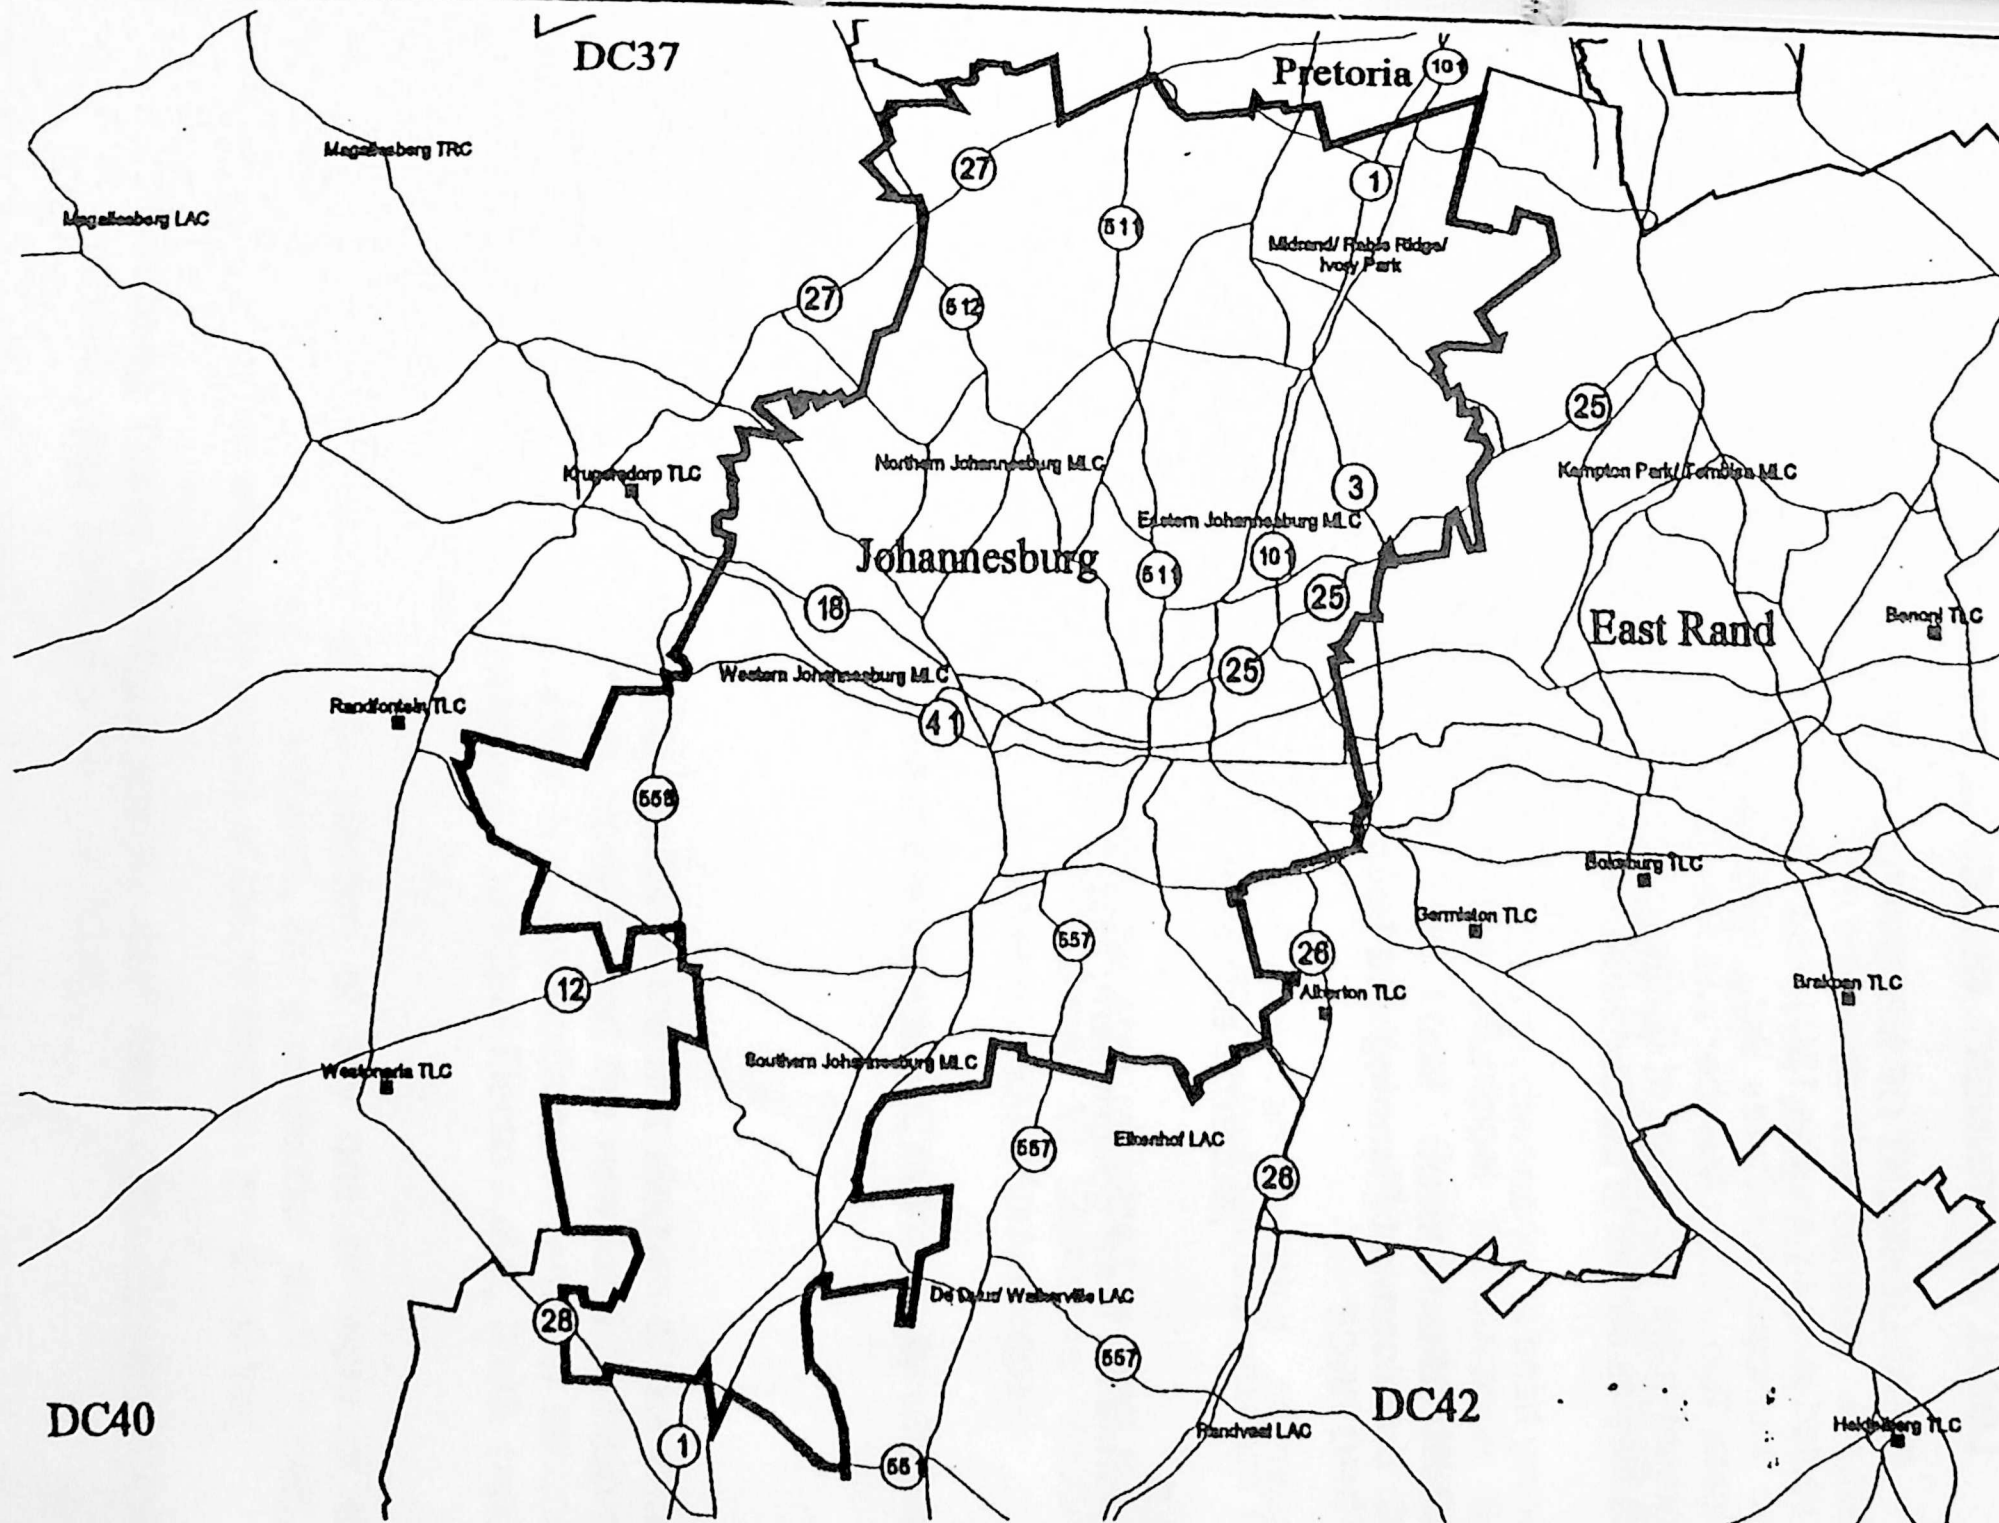 DC37
Pretoria
101
Magaliesberg TRC
27
1
Magaliesberg LAC
511
Midrand/ Rabie Ridge/
Ivory Park
27
512
25
Krugersdorp TLC
Northern Johannesburg MLC
Kempton Park/ Tembisa MLC
3
Eastern Johannesburg MLC
Johannesburg
101
511
18
25
East Rand
Benoni TLC
Western Johannesburg MLC
25
Randfontein TLC
41
558
Boksburg TLC
Germiston TLC
557
26
12
Alberton TLC
Brakpan TLC
Westonaria TLC
Southern Johannesburg MLC
557
Eikenhof LAC
26
De Deur/ Walkerville LAC
28
557
DC40
DC42
Randvaal LAC
Heidelberg TLC
1
551